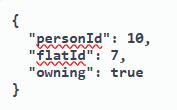 {
"personId": 10,
"flatId": 7,
"owning": true
}